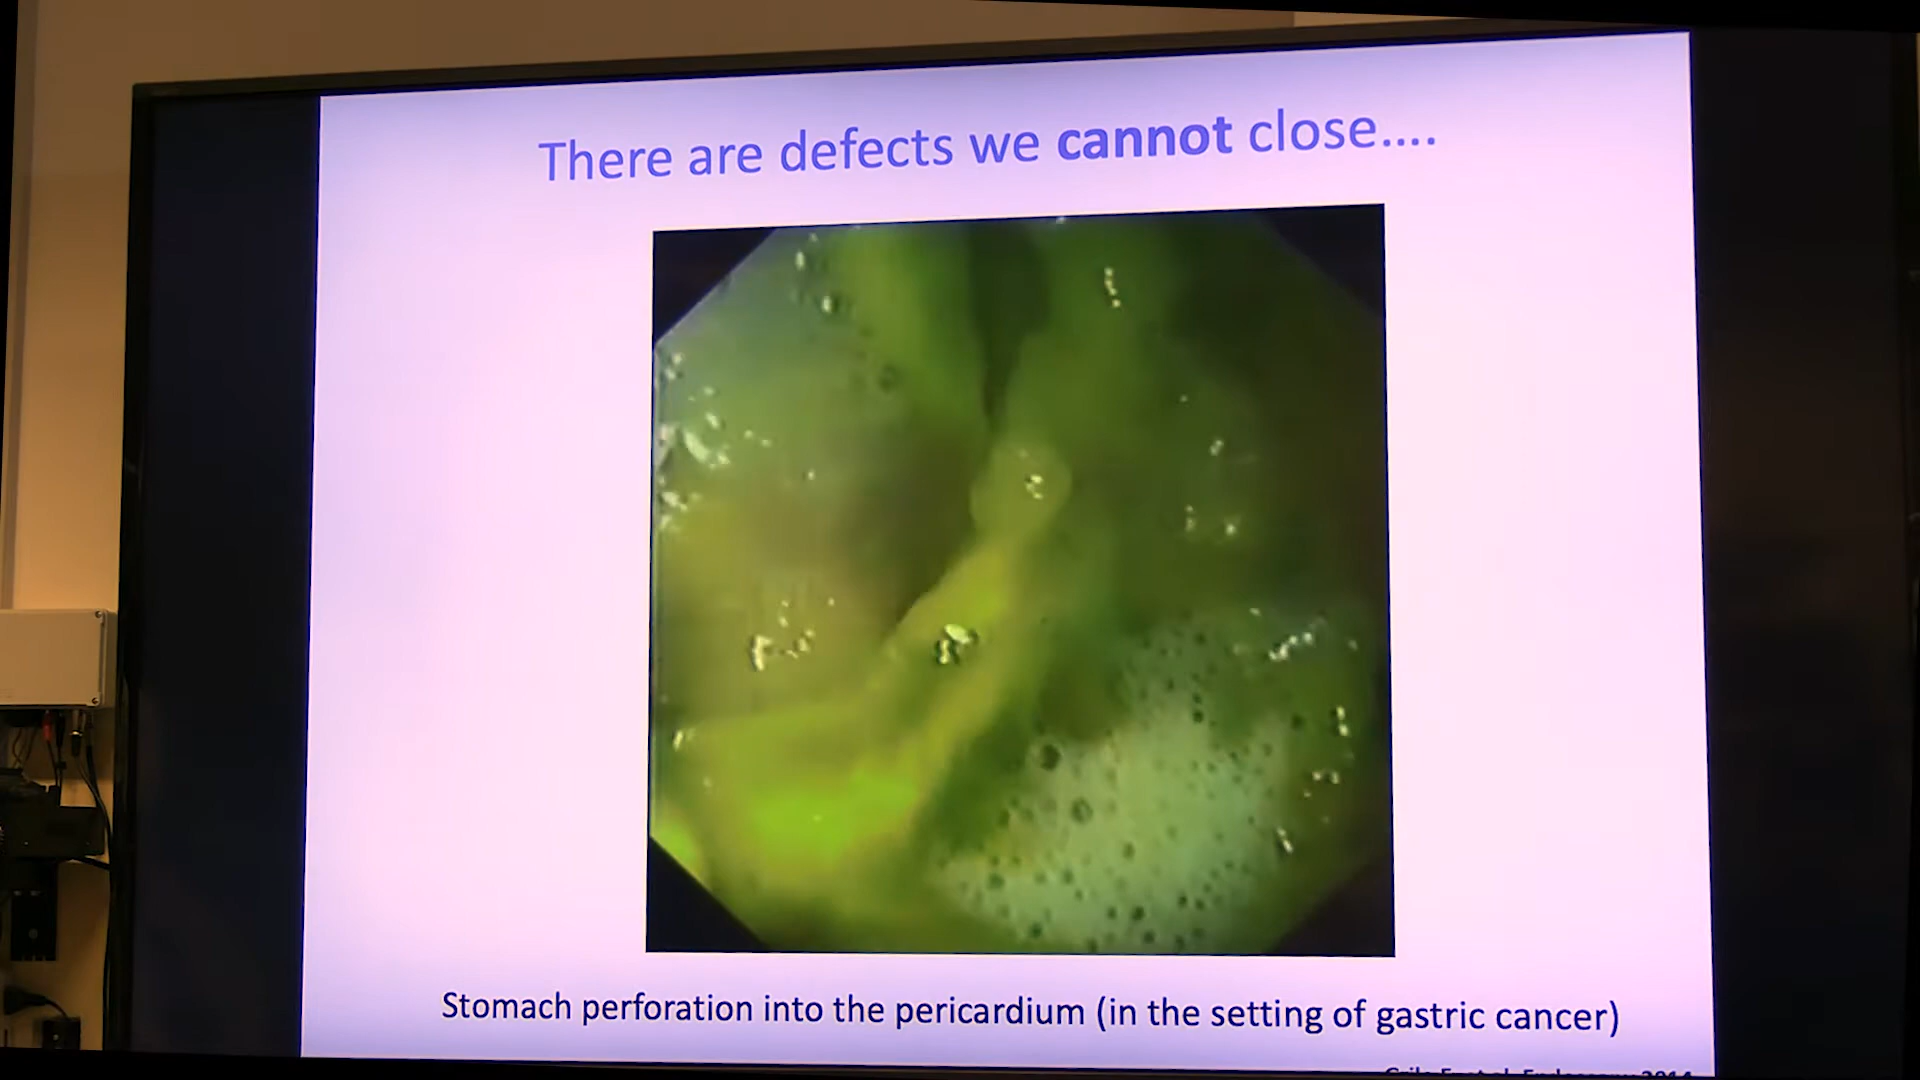 There are defects we cannot close....
Stomach perforation into the pericardium (in the setting of gastric cancer)